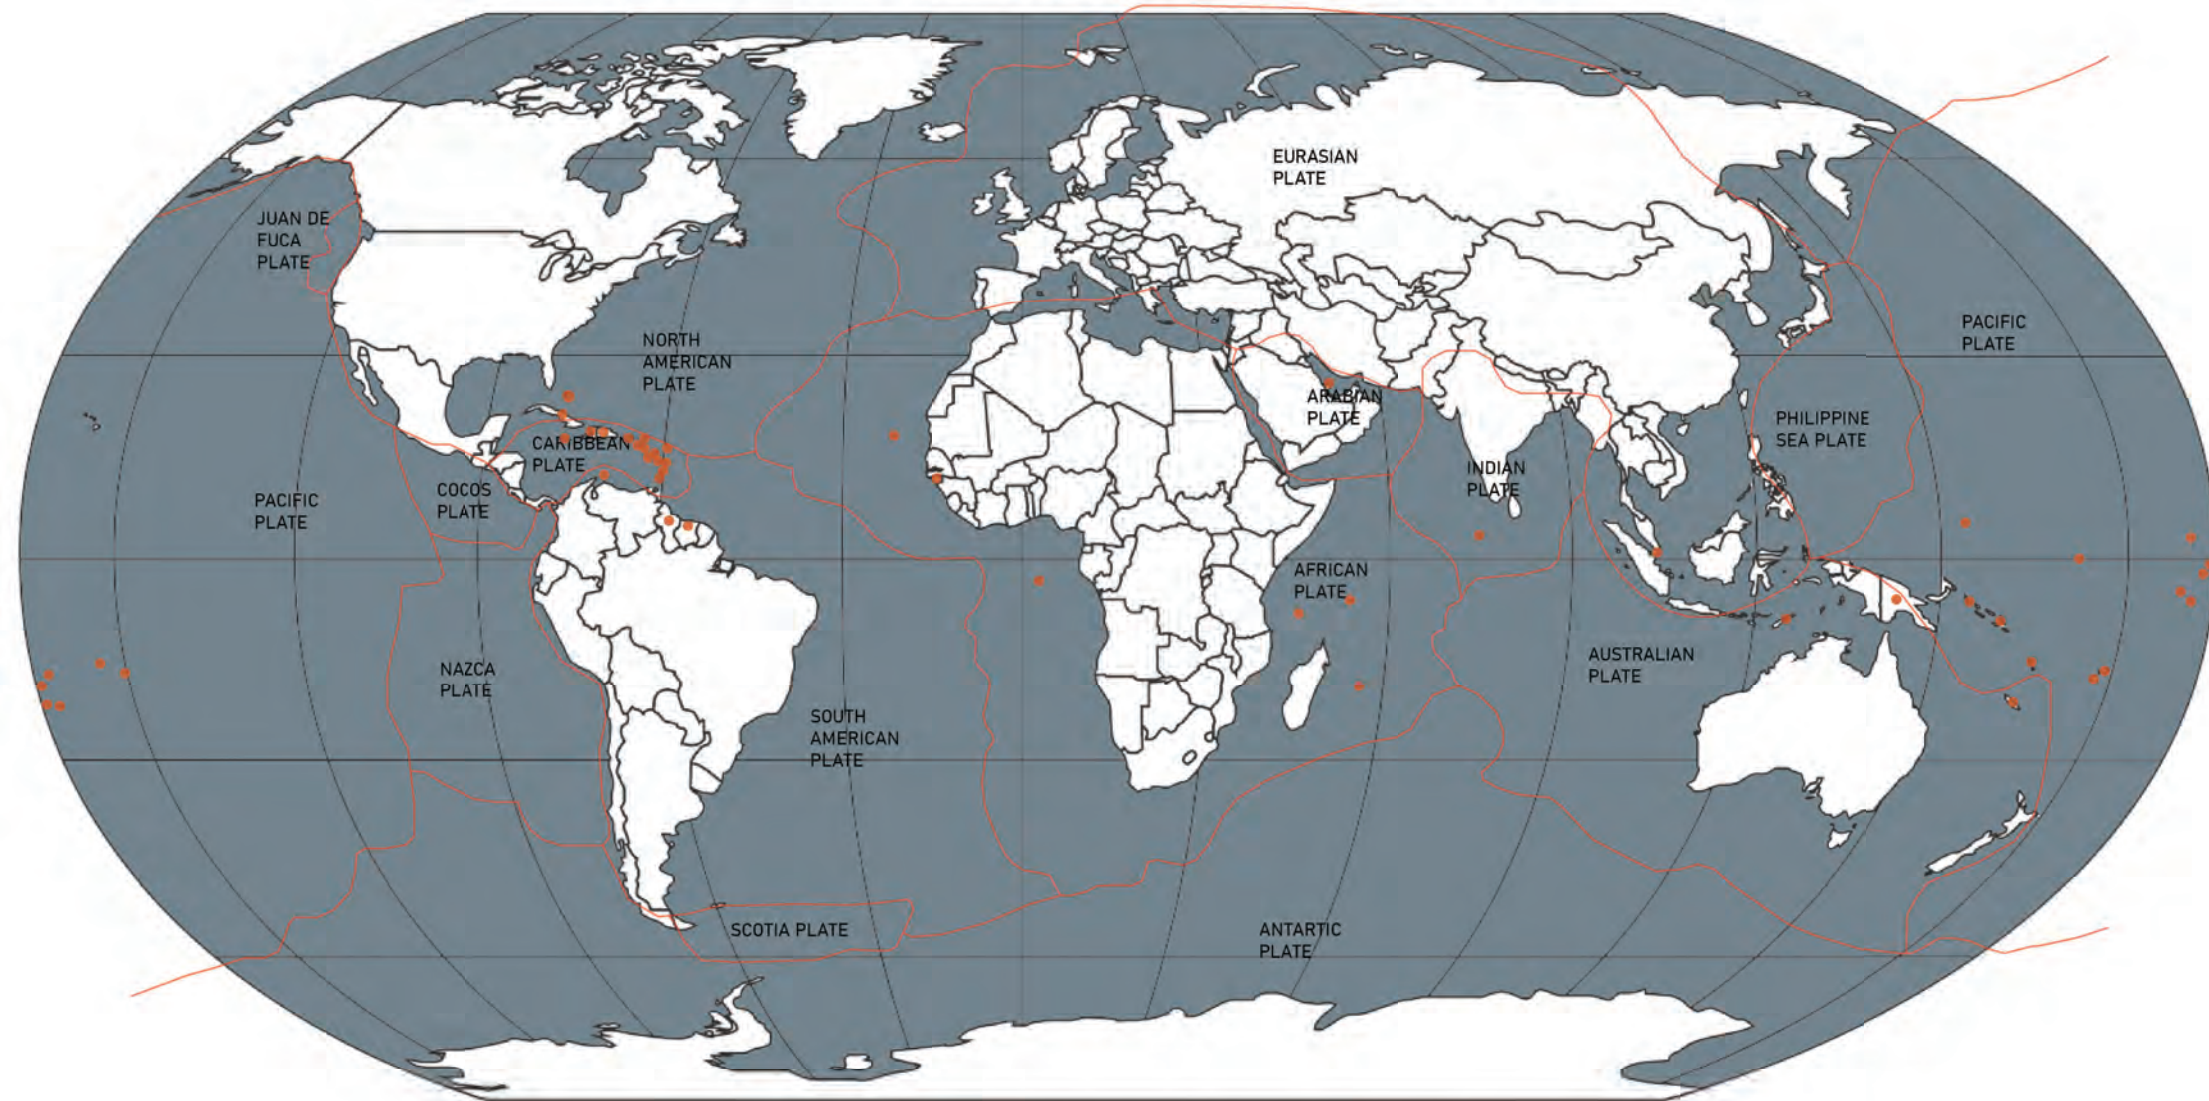 EURASIAN
PLATE
JUAN DE
FUCA
PLATE
NORTH
AMERICAN
PLATE
PACIFIC
PLATE
ARABIAN
PLATE
PHILIPPINE
SEA PLATE
CARIBBEAN
PLATE
INDIAN
PLATE
COCOS
PLATE
PACIFIC
PLATE
AFRICAN
PLATE
AUSTRALIAN
PLATE
NAZCA
PLATE
SOUTH
AMERICAN
PLATE
SCOTIA PLATE
ANTARTIC
PLATE